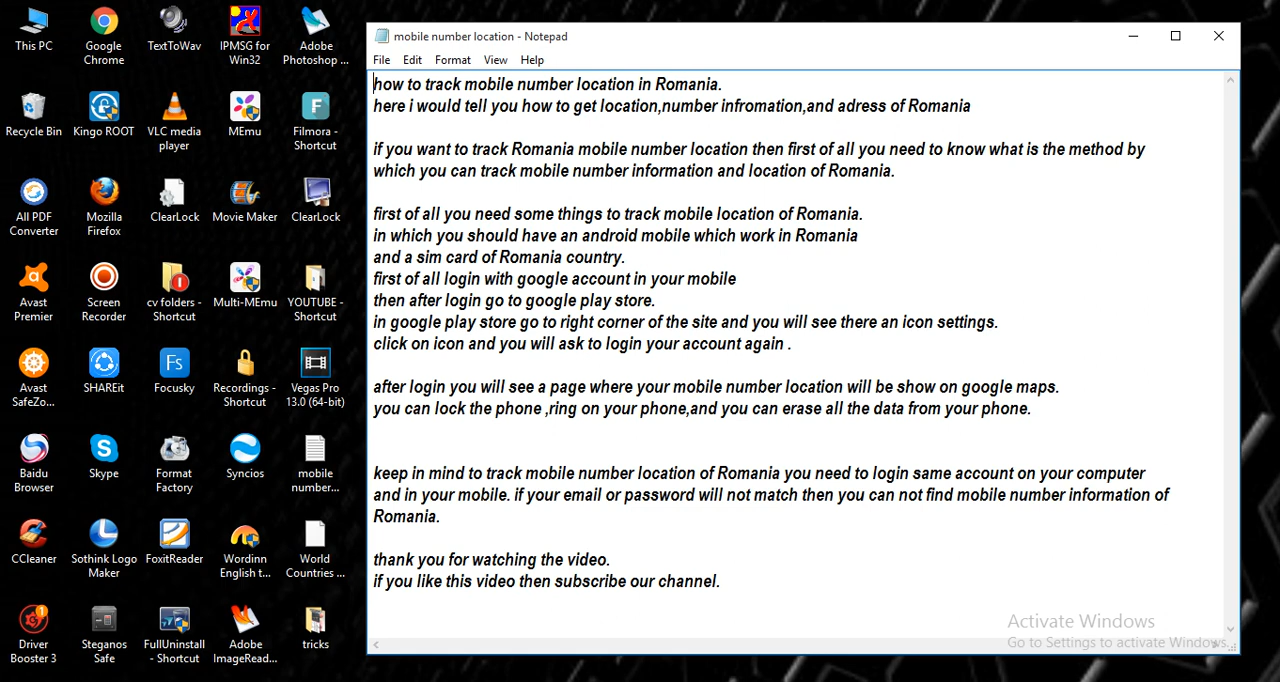 This PC
Google Chrome
TextToWav
IPMSG for Win32
Adobe Photoshop ...
Recycle Bin
Kingo ROOT
VLC media player
MEmu
Filmora - Shortcut
All PDF Converter
Mozilla Firefox
ClearLock
Movie Maker
ClearLock
Avast Premier
Screen Recorder
cv folders - Shortcut
Multi-MEmu
YOUTUBE - Shortcut
Avast SafeZo...
SHAREit
Focusky
Recordings - Shortcut
Vegas Pro 13.0 (64-bit)
Baidu Browser
Skype
Format Factory
Syncios
mobile number...
CCleaner
Sothink Logo Maker
FoxitReader
Wordinn English t...
World Countries ...
Driver Booster 3
Steganos Safe
FullUninstall - Shortcut
Adobe ImageRead...
tricks
mobile number location - Notepad
File Edit Format View Help
how to track mobile number location in Romania.
here i would tell you how to get location,number infromation,and adress of Romania
if you want to track Romania mobile number location then first of all you need to know what is the method by
which you can track mobile number information and location of Romania.
first of all you need some things to track mobile location of Romania.
in which you should have an android mobile which work in Romania
and a sim card of Romania country.
first of all login with google account in your mobile
then after login go to google play store.
in google play store go to right corner of the site and you will see there an icon settings.
click on icon and you will ask to login your account again .
after login you will see a page where your mobile number location will be show on google maps.
you can lock the phone ,ring on your phone,and you can erase all the data from your phone.
keep in mind to track mobile number location of Romania you need to login same account on your computer
and in your mobile. if your email or password will not match then you can not find mobile number information of
Romania.
thank you for watching the video.
if you like this video then subscribe our channel.
Activate Windows
Go to Settings to activate Windows.